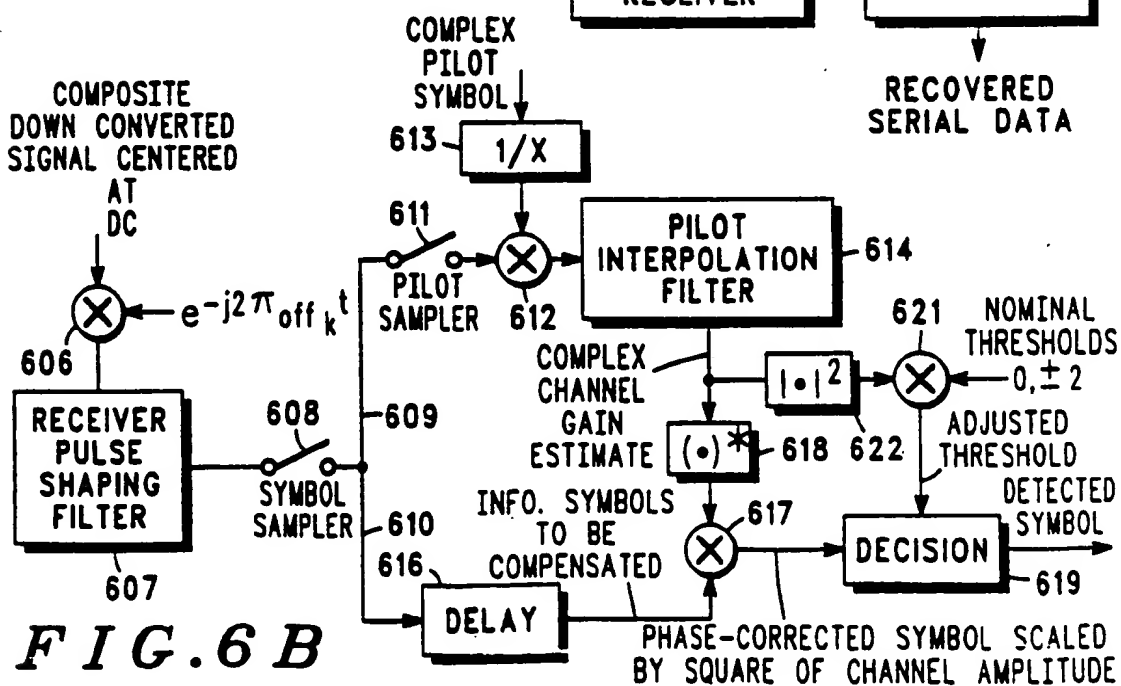 RECEIVER
RECOVERED
SERIAL DATA
COMPLEX
PILOT
SYMBOL
COMPOSITE
DOWN CONVERTED
SIGNAL CENTERED
AT
DC
613
1/X
611
PILOT
SAMPLER
612
PILOT
INTERPOLATION
FILTER
614
606
e-j2π off k t
621
NOMINAL
THRESHOLDS
0,±2
COMPLEX
CHANNEL
GAIN
ESTIMATE
|•|2
622
ADJUSTED
THRESHOLD
RECEIVER
PULSE
SHAPING
FILTER
607
608
SYMBOL
SAMPLER
609
610
(•)*
618
INFO. SYMBOLS
TO BE
COMPENSATED
617
DETECTED
SYMBOL
DECISION
619
616
DELAY
PHASE-CORRECTED SYMBOL SCALED
BY SQUARE OF CHANNEL AMPLITUDE
FIG.6B